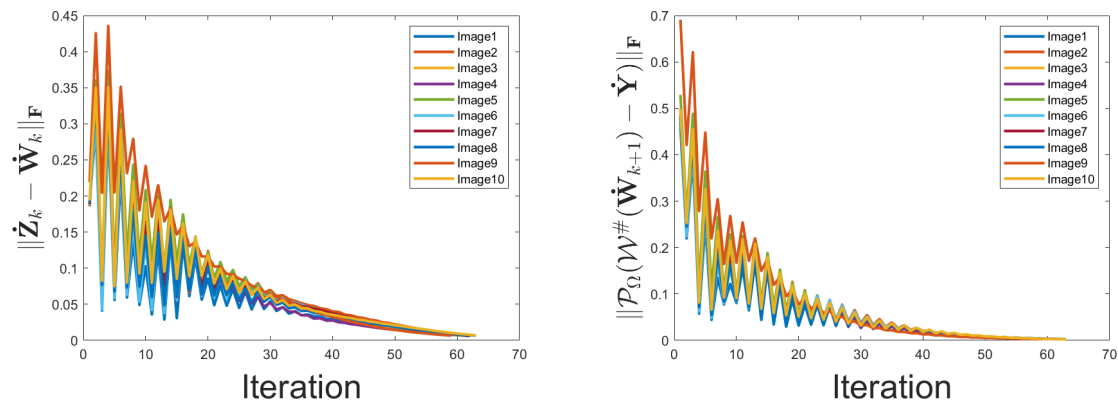 0.45
0.4
0.35
0.3
0.25
0.2
0.15
0.1
0.05
0
0 10 20 30 40 50 60 70
Iteration
||Ż_k − Ẇ_k||_F
Image1
Image2
Image3
Image4
Image5
Image6
Image7
Image8
Image9
Image10
0.7
0.6
0.5
0.4
0.3
0.2
0.1
0
0 10 20 30 40 50 60 70
Iteration
||𝒫_Ω(𝒲^#(Ẇ_{k+1}) − Ẏ)||_F
Image1
Image2
Image3
Image4
Image5
Image6
Image7
Image8
Image9
Image10